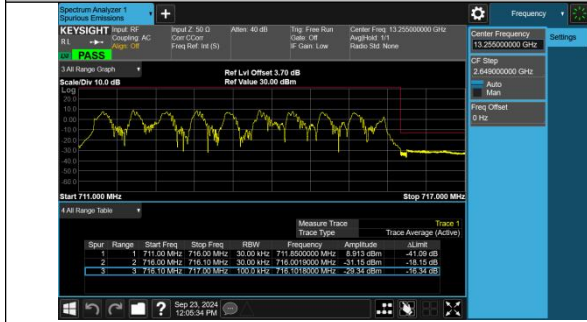 Spectrum Analyzer 1
Spurious Emissions
Frequency
KEYSIGHT Input: RF Input Z: 50 Ω Atten: 40 dB Trig: Free Run Center Freq: 13.255000000 GHz
RL Coupling: AC Corr CCorr Gate: Off Avg|Hold: 1/1
Align: Off Freq Ref: Int (S) IF Gain: Low Radio Std: None
PASS
Center Frequency
13.255000000 GHz
Settings
CF Step
2.649000000 GHz
Auto
Man
Freq Offset
0 Hz
3 All Range Graph
Ref Lvl Offset 3.70 dB
Scale/Div 10.0 dB Ref Value 30.00 dBm
Log
20.0
10.0
0.00
-10.0
-20.0
-30.0
-40.0
-50.0
-60.0
Start 711.000 MHz Stop 717.000 MHz
4 All Range Table
Measure Trace Trace 1
Trace Type Trace Average (Active)
Spur Range Start Freq Stop Freq RBW Frequency Amplitude ΔLimit
1 1 711.00 MHz 716.00 MHz 30.00 kHz 711.8500000 MHz 8.913 dBm -41.09 dB
2 2 716.00 MHz 716.10 MHz 30.00 kHz 716.0019000 MHz -31.15 dBm -18.15 dB
3 3 716.10 MHz 717.00 MHz 100.0 kHz 716.1018000 MHz -29.34 dBm -16.34 dB
Sep 23, 2024
12:05:34 PM